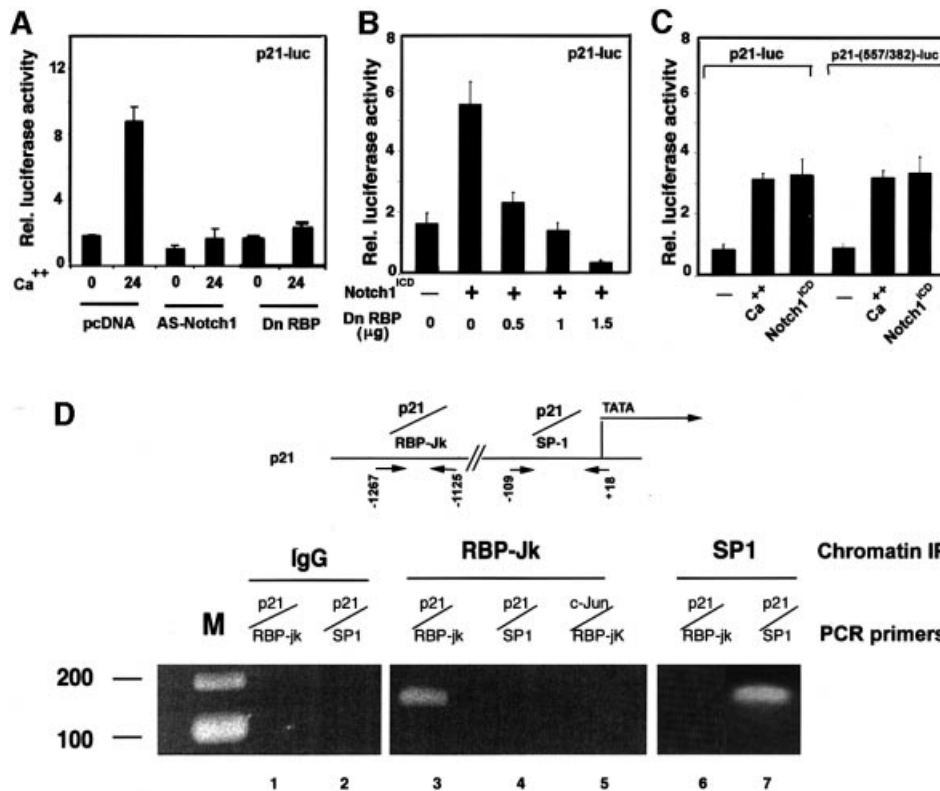 A
p21-luc
Rel. luciferase activity
12
8
4
0
Ca++ 0 24 0 24 0 24
pcDNA AS-Notch1 Dn RBP
B
p21-luc
Rel. luciferase activity
8
6
4
2
0
Notch1ICD — + + + +
Dn RBP 0 0 0.5 1 1.5
(µg)
C
p21-luc p21-(557/382)-luc
Rel. luciferase activity
8
6
4
2
0
— Ca++ Notch1ICD — Ca++ Notch1ICD
D
p21 p21 TATA
RBP-Jk SP-1
p21
-1267 -1125 -109 +18
IgG RBP-Jk SP1 Chromatin IP
p21 p21 p21 p21 c-Jun p21 p21
M RBP-jk SP1 RBP-jk SP1 RBP-jK RBP-jk SP1 PCR primers
200
100
1 2 3 4 5 6 7